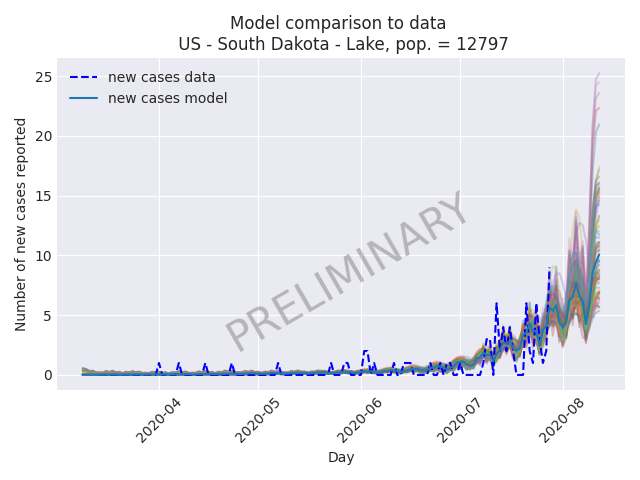 Model comparison to data
US - South Dakota - Lake, pop. = 12797
new cases data
new cases model
Number of new cases reported
25
20
15
10
5
0
PRELIMINARY
2020-04
2020-05
2020-06
2020-07
2020-08
Day